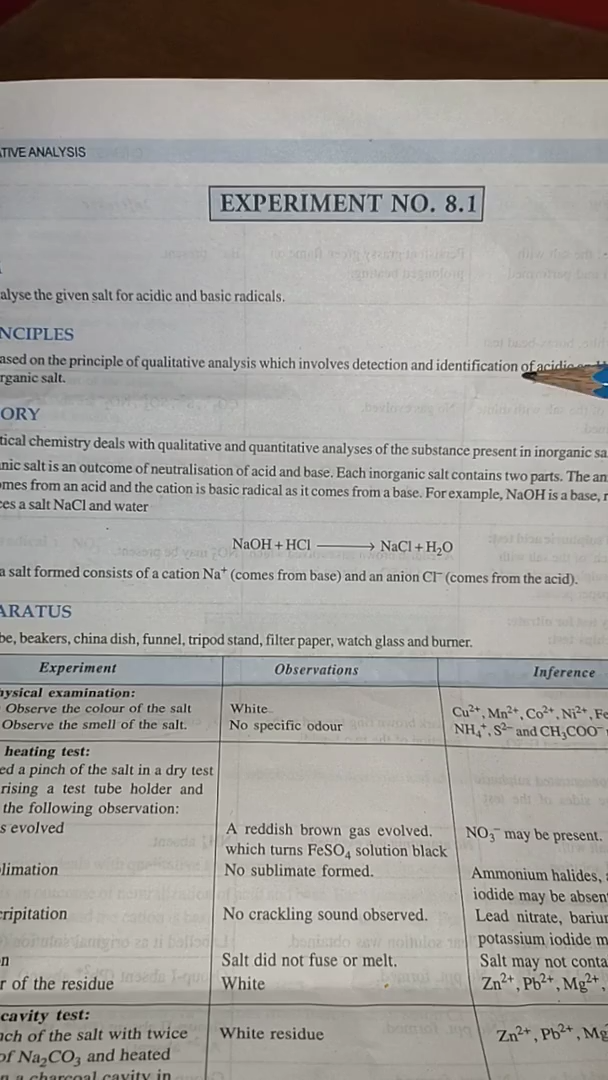 ATIVE ANALYSIS
EXPERIMENT NO. 8.1
alyse the given salt for acidic and basic radicals.
NCIPLES
ased on the principle of qualitative analysis which involves detection and identification of acidic
rganic salt.
ORY
tical chemistry deals with qualitative and quantitative analyses of the substance present in inorganic sa
nic salt is an outcome of neutralisation of acid and base. Each inorganic salt contains two parts. The an
omes from an acid and the cation is basic radical as it comes from a base. For example, NaOH is a base, r
ces a salt NaCl and water
NaOH + HCl ⟶ NaCl + H₂O
a salt formed consists of a cation Na⁺ (comes from base) and an anion Cl⁻ (comes from the acid).
ARATUS
be, beakers, china dish, funnel, tripod stand, filter paper, watch glass and burner.
Experiment Observations Inference
hysical examination:
Observe the colour of the salt White Cu²⁺, Mn²⁺, Co²⁺, Ni²⁺, Fe
Observe the smell of the salt. No specific odour NH₄⁺, S²⁻ and CH₃COO⁻
heating test:
ed a pinch of the salt in a dry test
rising a test tube holder and
the following observation:
s evolved A reddish brown gas evolved. NO₃⁻ may be present.
which turns FeSO₄ solution black
limation No sublimate formed. Ammonium halides,
iodide may be absen
cripitation No crackling sound observed. Lead nitrate, bariu
potassium iodide m
n Salt did not fuse or melt. Salt may not conta
r of the residue White Zn²⁺, Pb²⁺, Mg²⁺,
cavity test:
nch of the salt with twice White residue Zn²⁺, Pb²⁺, Mg
of Na₂CO₃ and heated
n a charcoal cavity in